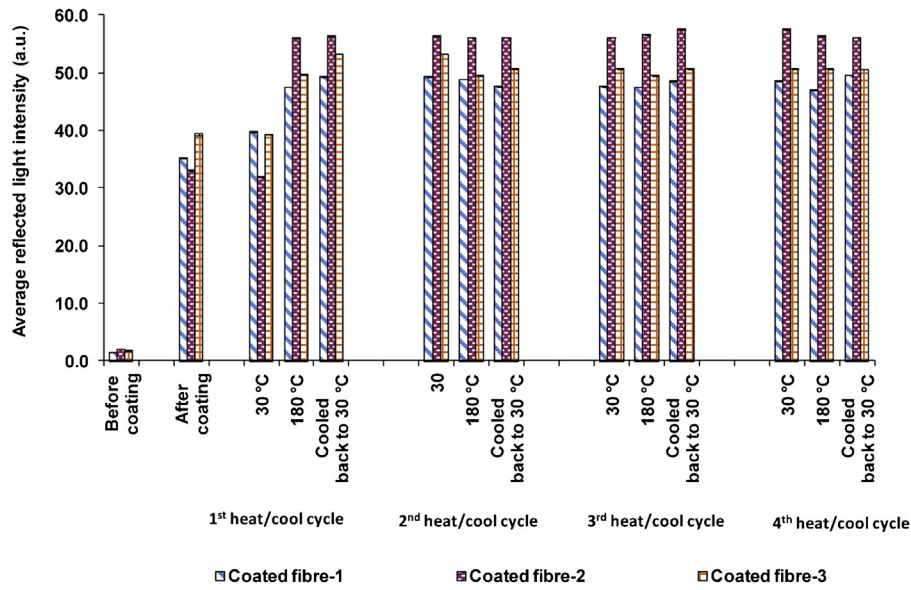 Average reflected light intensity (a.u.)
60.0
50.0
40.0
30.0
20.0
10.0
0.0
Before
coating
After
coating
30 °C
180 °C
Cooled
back to 30 °C
30
180 °C
Cooled
back to 30 °C
30 °C
180 °C
Cooled
back to 30 °C
30 °C
180 °C
Cooled
back to 30 °C
1st heat/cool cycle
2nd heat/cool cycle
3rd heat/cool cycle
4th heat/cool cycle
Coated fibre-1
Coated fibre-2
Coated fibre-3